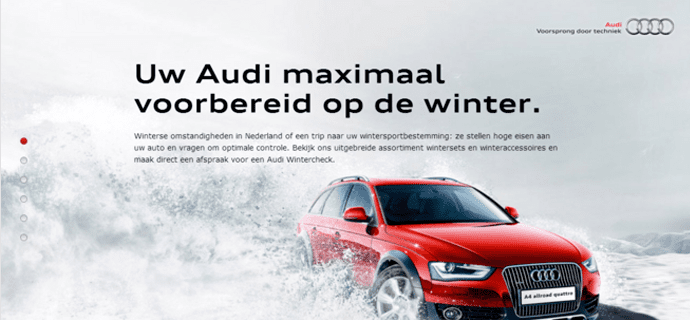 Audi
Voorsprong door techniek
Uw Audi maximaal
voorbereid op de winter.
Winterse omstandigheden in Nederland of een trip naar uw wintersportbestemming: ze stellen hoge eisen aan
uw auto en vragen om optimale controle. Bekijk ons uitgebreide assortiment wintersets en winteraccessoires en
maak direct een afspraak voor een Audi Wintercheck.
A4 allroad quattro